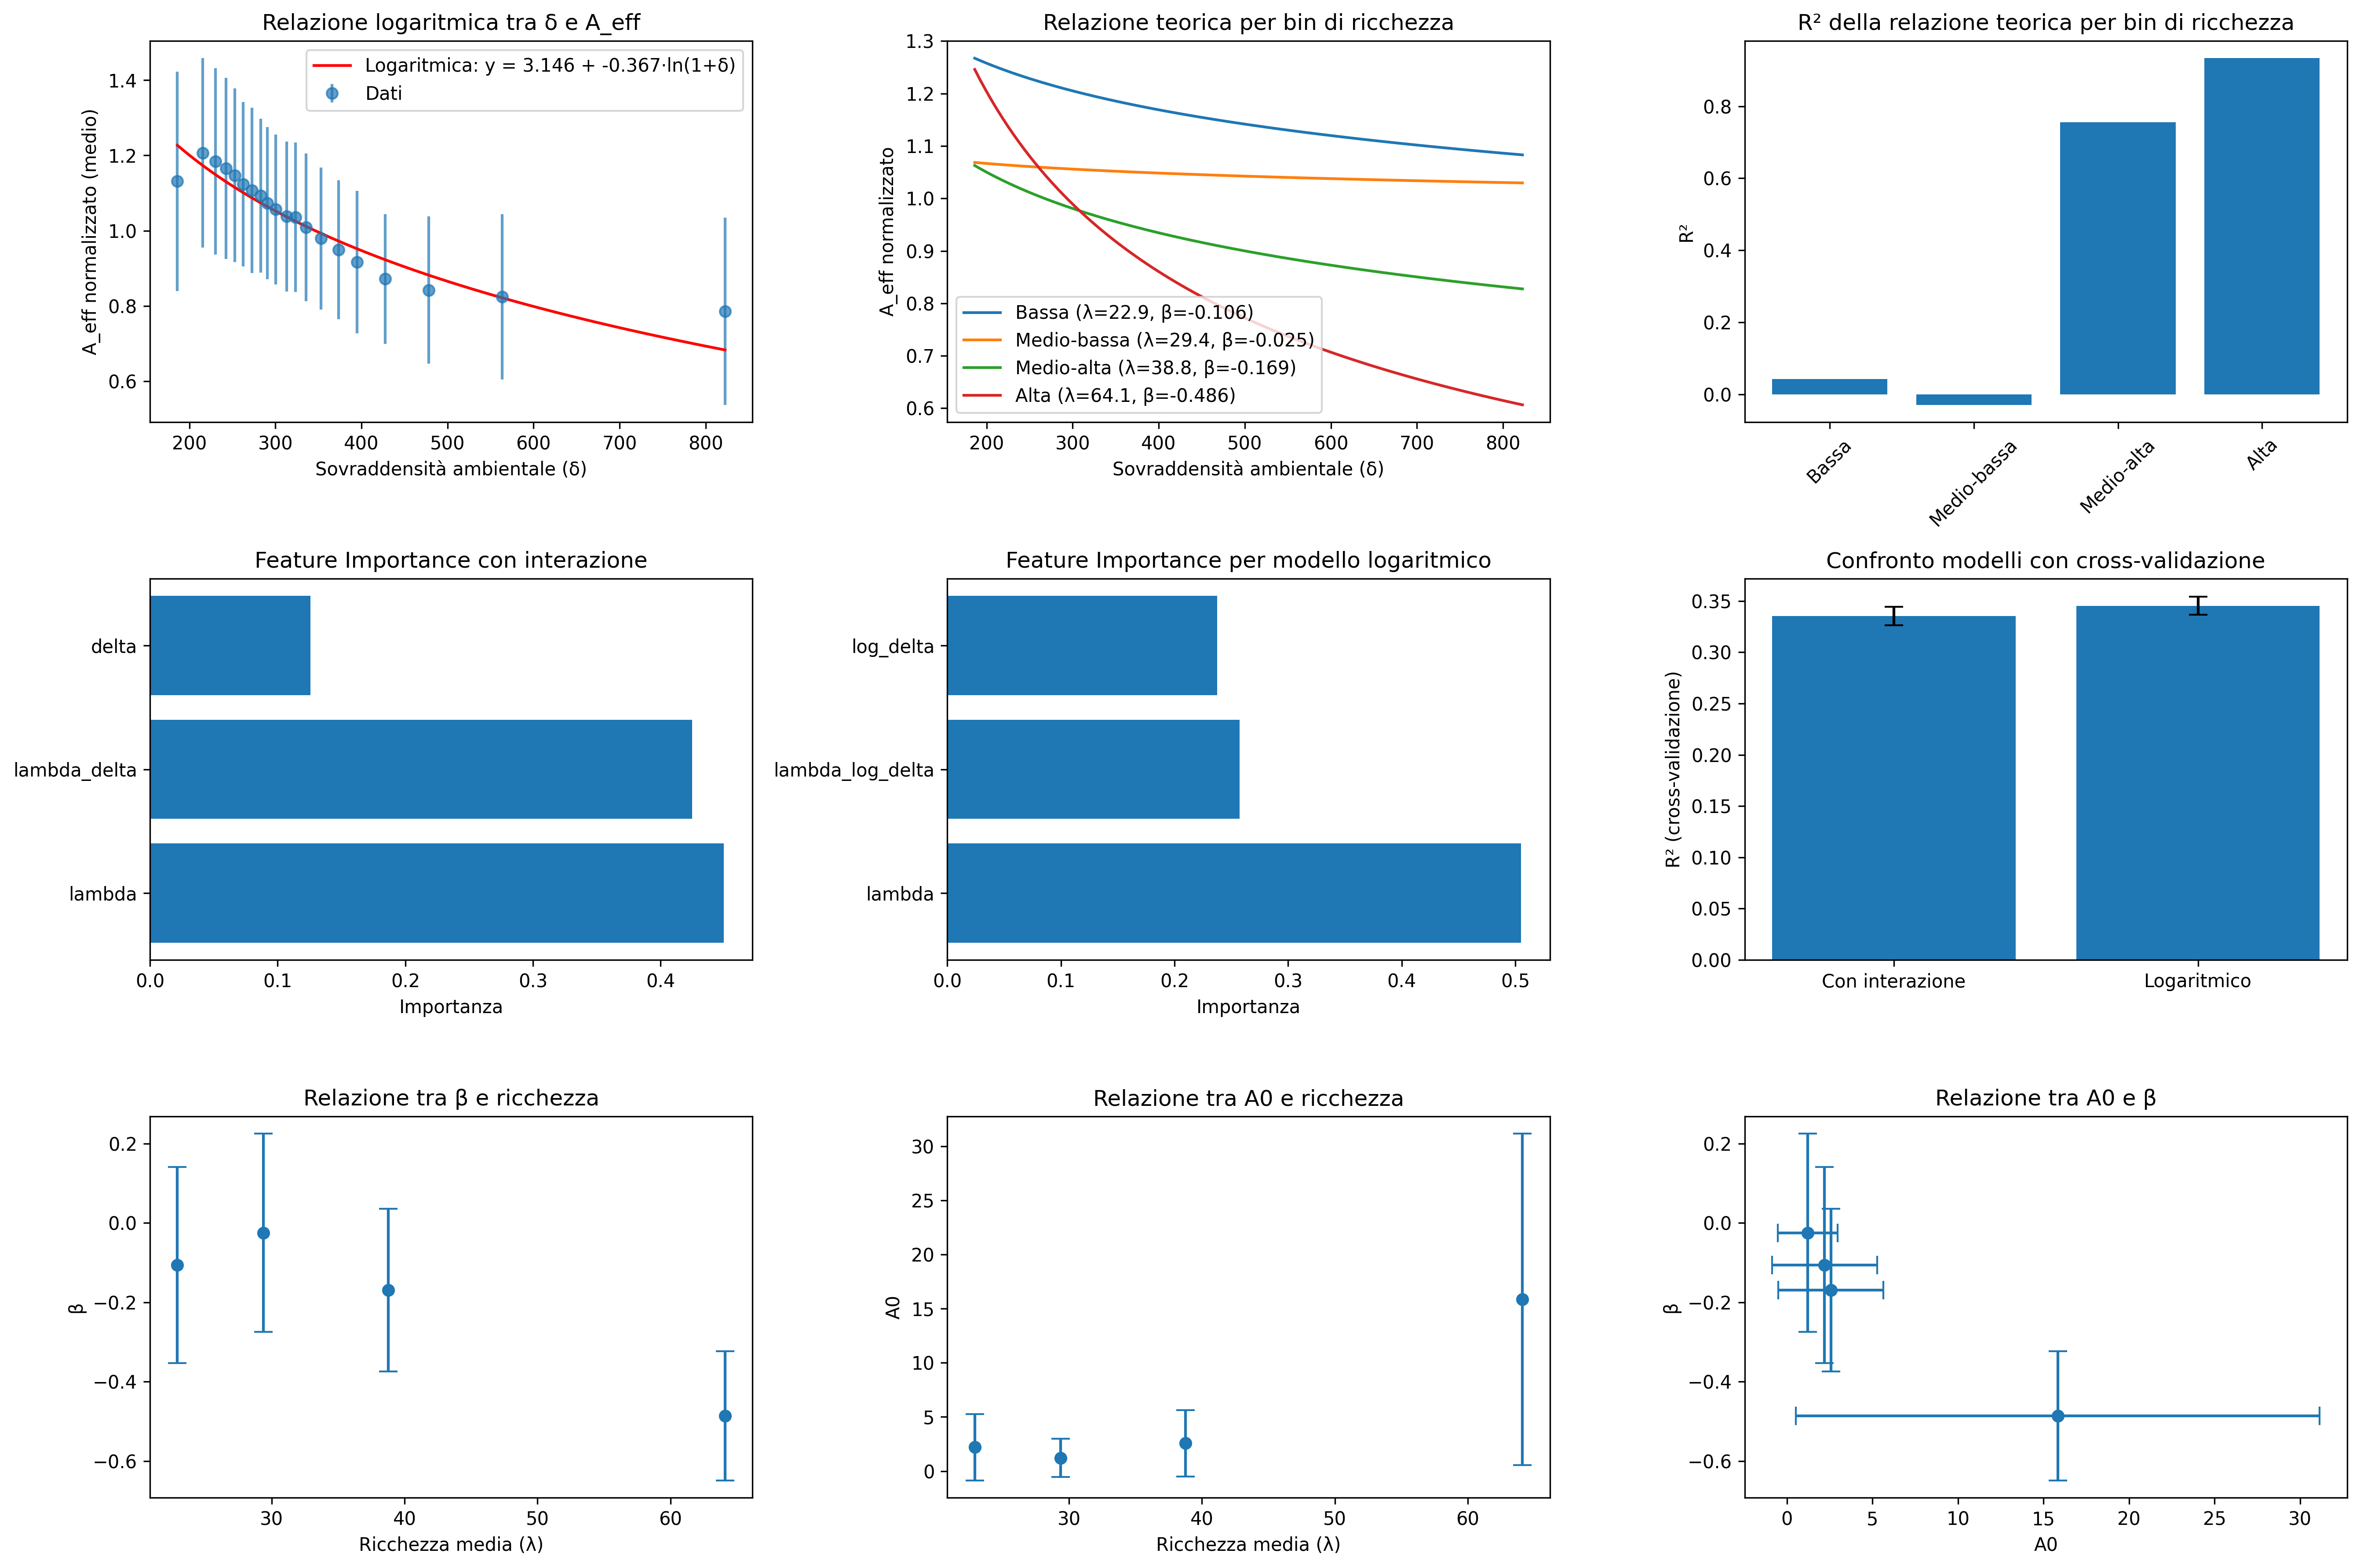 Relazione logaritmica tra δ e A_eff
A_eff normalizzato (medio)
1.4
1.2
1.0
0.8
0.6
Logaritmica: y = 3.146 + -0.367·ln(1+δ)
Dati
200 300 400 500 600 700 800
Sovraddensità ambientale (δ)
Relazione teorica per bin di ricchezza
A_eff normalizzato
1.3
1.2
1.1
1.0
0.9
0.8
0.7
0.6
Bassa (λ=22.9, β=-0.106)
Medio-bassa (λ=29.4, β=-0.025)
Medio-alta (λ=38.8, β=-0.169)
Alta (λ=64.1, β=-0.486)
200 300 400 500 600 700 800
Sovraddensità ambientale (δ)
R² della relazione teorica per bin di ricchezza
R²
0.8
0.6
0.4
0.2
0.0
Bassa
Medio-bassa
Medio-alta
Alta
Feature Importance con interazione
delta
lambda_delta
lambda
0.0 0.1 0.2 0.3 0.4
Importanza
Feature Importance per modello logaritmico
log_delta
lambda_log_delta
lambda
0.0 0.1 0.2 0.3 0.4 0.5
Importanza
Confronto modelli con cross-validazione
R² (cross-validazione)
0.35
0.30
0.25
0.20
0.15
0.10
0.05
0.00
Con interazione
Logaritmico
Relazione tra β e ricchezza
β
0.2
0.0
−0.2
−0.4
−0.6
30 40 50 60
Ricchezza media (λ)
Relazione tra A0 e ricchezza
A0
30
25
20
15
10
5
0
30 40 50 60
Ricchezza media (λ)
Relazione tra A0 e β
β
0.2
0.0
−0.2
−0.4
−0.6
0 5 10 15 20 25 30
A0